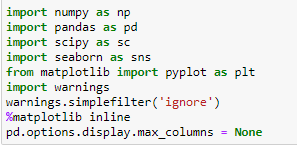 import numpy as np
import pandas as pd
import scipy as sc
import seaborn as sns
from matplotlib import pyplot as plt
import warnings
warnings.simplefilter('ignore')
%matplotlib inline
pd.options.display.max_columns = None